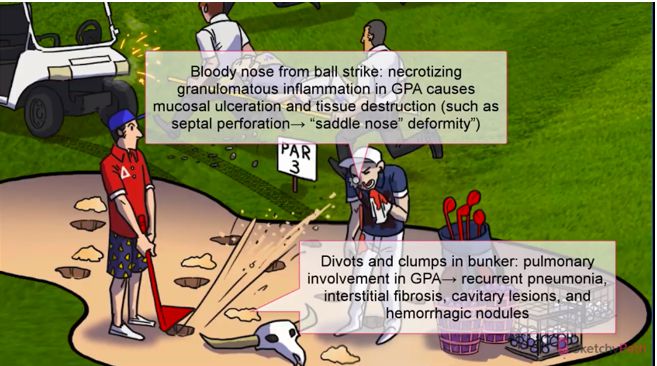 Bloody nose from ball strike: necrotizing
granulomatous inflammation in GPA causes
mucosal ulceration and tissue destruction (such as
septal perforation→ “saddle nose” deformity”)
PAR
3
Divots and clumps in bunker: pulmonary
involvement in GPA→ recurrent pneumonia,
interstitial fibrosis, cavitary lesions, and
hemorrhagic nodules